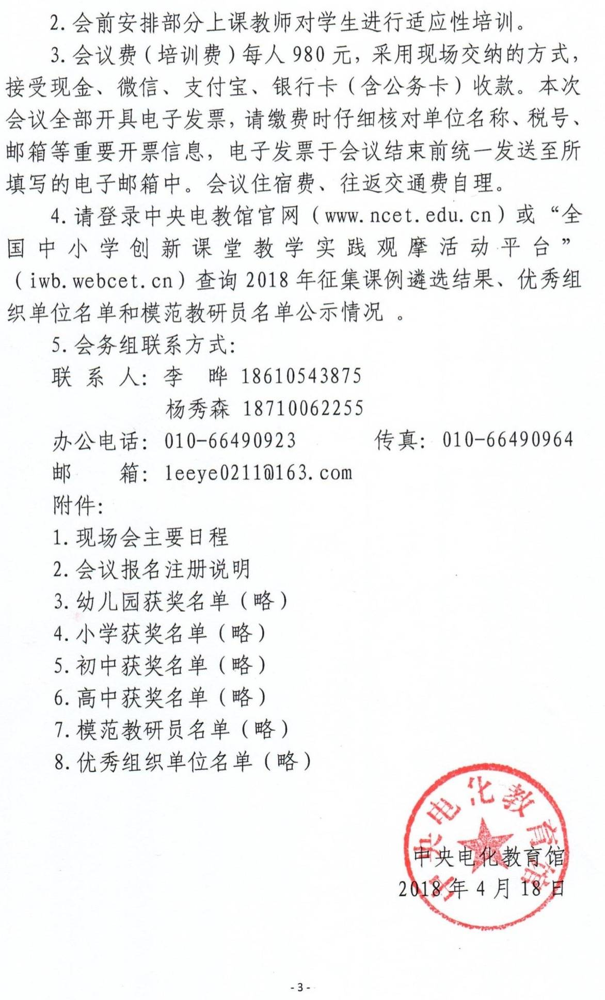 2.会前安排部分上课教师对学生进行适应性培训。
3.会议费（培训费）每人980元，采用现场交纳的方式，
接受现金、微信、支付宝、银行卡（含公务卡）收款。本次
会议全部开具电子发票，请缴费时仔细核对单位名称、税号、
邮箱等重要开票信息，电子发票于会议结束前统一发送至所
填写的电子邮箱中。会议住宿费、往返交通费自理。
4.请登录中央电教馆官网（www.ncet.edu.cn）或“全
国中小学创新课堂教学实践观摩活动平台”
（iwb.webcet.cn）查询2018年征集课例遴选结果、优秀组
织单位名单和模范教研员名单公示情况 。
5.会务组联系方式：
联 系 人：李　晔 18610543875
杨秀森 18710062255
办公电话：010-66490923　　传真：010-66490964
邮　　箱：leeye0211@163.com
附件：
1.现场会主要日程
2.会议报名注册说明
3.幼儿园获奖名单（略）
4.小学获奖名单（略）
5.初中获奖名单（略）
6.高中获奖名单（略）
7.模范教研员名单（略）
8.优秀组织单位名单（略）
中央电化教育馆
中央电化教育馆
2018年4月18日
-3-